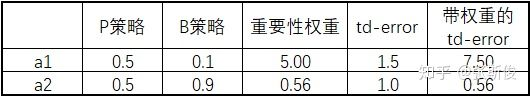 P策略 B策略 重要性权重 td-error 带权重的td-error
a1 0.5 0.1 5.00 1.5 7.50
a2 0.5 0.9 0.56 1.0 0.56
知乎